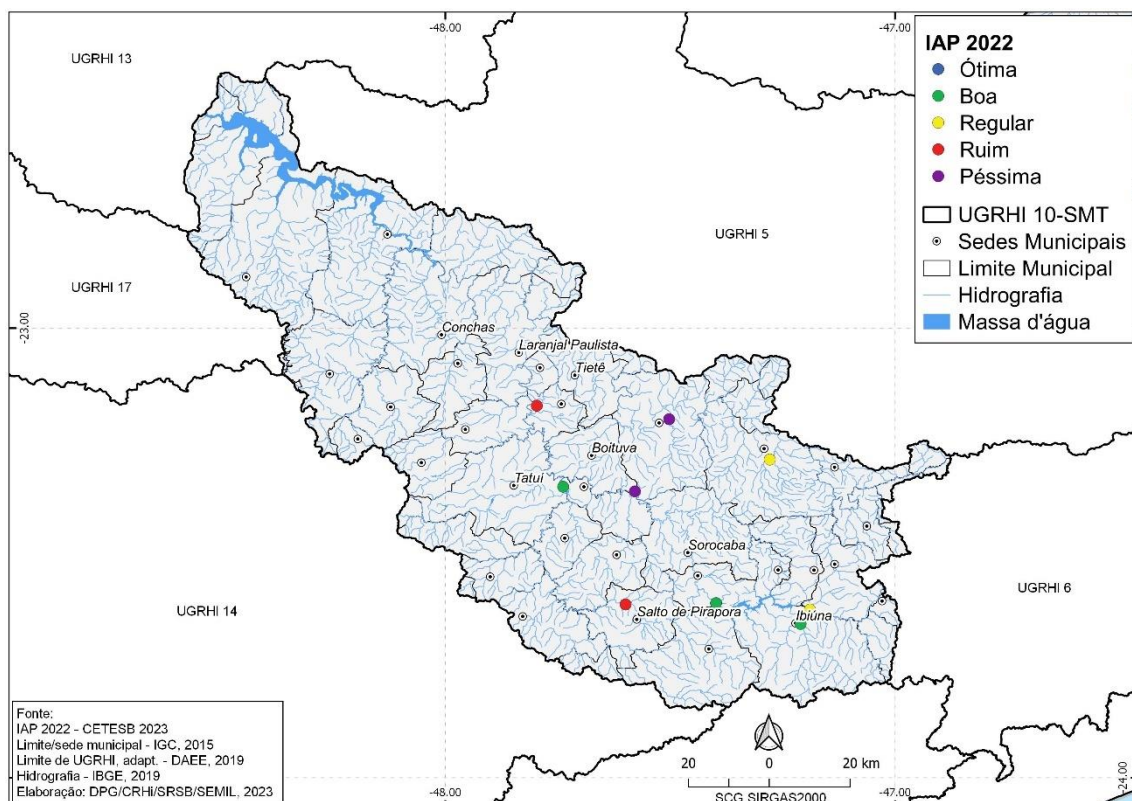 -48.00
-47.00
UGRHI 13
IAP 2022
Ótima
Boa
Regular
Ruim
Péssima
UGRHI 10-SMT
Sedes Municipais
Limite Municipal
Hidrografia
Massa d'água
UGRHI 5
UGRHI 17
-23.00
Conchas
Laranjal Paulista
Tietê
Boituva
Tatuí
Sorocaba
UGRHI 6
UGRHI 14
Salto de Pirapora
Ibiúna
Fonte:
IAP 2022 - CETESB 2023
Limite/sede municipal - IGC, 2015
Limite de UGRHI, adapt. - DAEE, 2019
Hidrografia - IBGE, 2019
Elaboração: DPG/CRHi/SRSB/SEMIL, 2023
20 0 20 km
SCG SIRGAS2000
-48.00
-47.00
-24.00